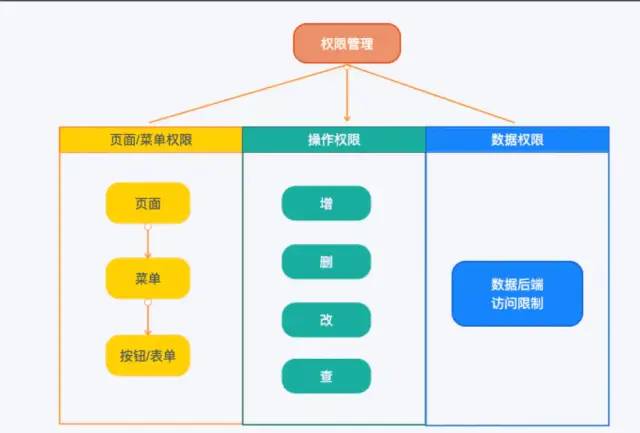 权限管理
页面/菜单权限
操作权限
数据权限
页面
菜单
按钮/表单
增
删
改
查
数据后端
访问限制